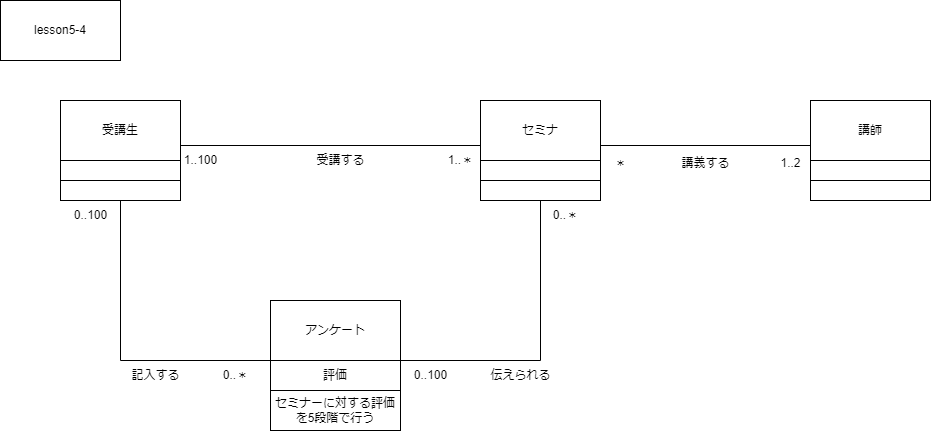 lesson5-4
受講生
セミナ
講師
1..100
受講する
1..＊
＊
講義する
1..2
0..100
0..＊
アンケート
記入する
0..＊
評価
0..100
伝えられる
セミナーに対する評価
を5段階で行う